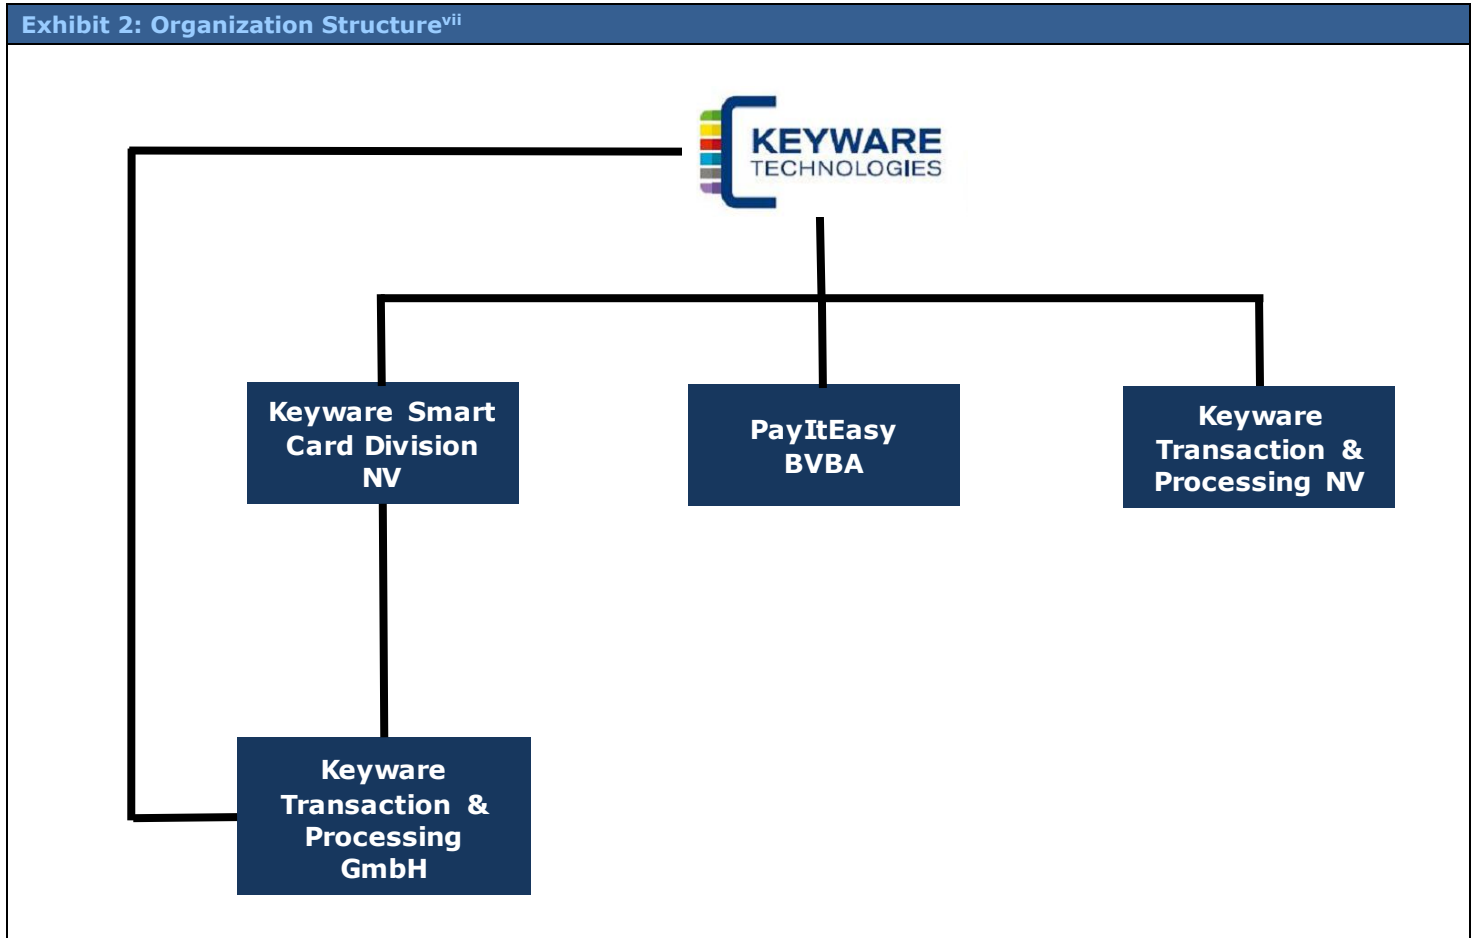 Exhibit 2: Organization Structurevii
KEYWARE
TECHNOLOGIES
Keyware Smart
Card Division
NV
PayItEasy
BVBA
Keyware
Transaction &
Processing NV
Keyware
Transaction &
Processing
GmbH